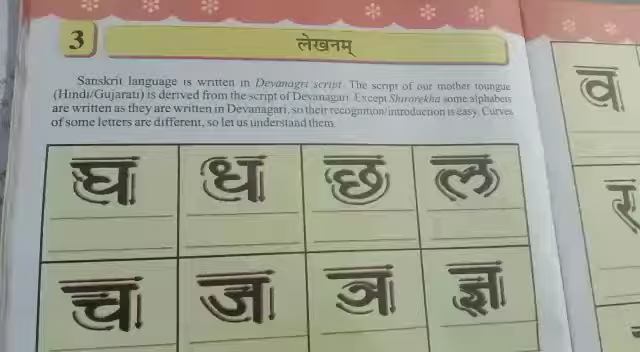 3
लेखनम्
Sanskrit language is written in Devanagri script. The script of our mother toungue
(Hindi/Gujarati) is derived from the script of Devanagari. Except Shirorekha some alphabets
are written as they are written in Devanagari, so their recognition/introduction is easy. Curves
of some letters are different, so let us understand them.
घ ध छ ल
च ज ञ ज्ञ
व